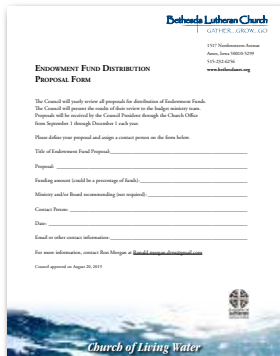 Bethesda Lutheran Church
GATHER...GROW...GO
1517 Northwestern Avenue
Ames, Iowa 50010-5299
515-232-6256
www.bethesdaames.org
ENDOWMENT FUND DISTRIBUTION
PROPOSAL FORM
The Council will yearly review all proposals for distribution of Endowment Funds.
The Council will present the results of their review to the budget ministry team.
Proposals will be received by the Council President through the Church Office
from September 1 through December 1 each year.
Please define your proposal and assign a contact person on the form below.
Title of Endowment Fund Proposal:
Proposal:
Funding amount (could be a percentage of funds):
Ministry and/or Board recommending (not required):
Contact Person:
Date:
Email or other contact information:
For more information, contact Ron Morgan at
Council approved on August 20, 2019
Church of Living Water